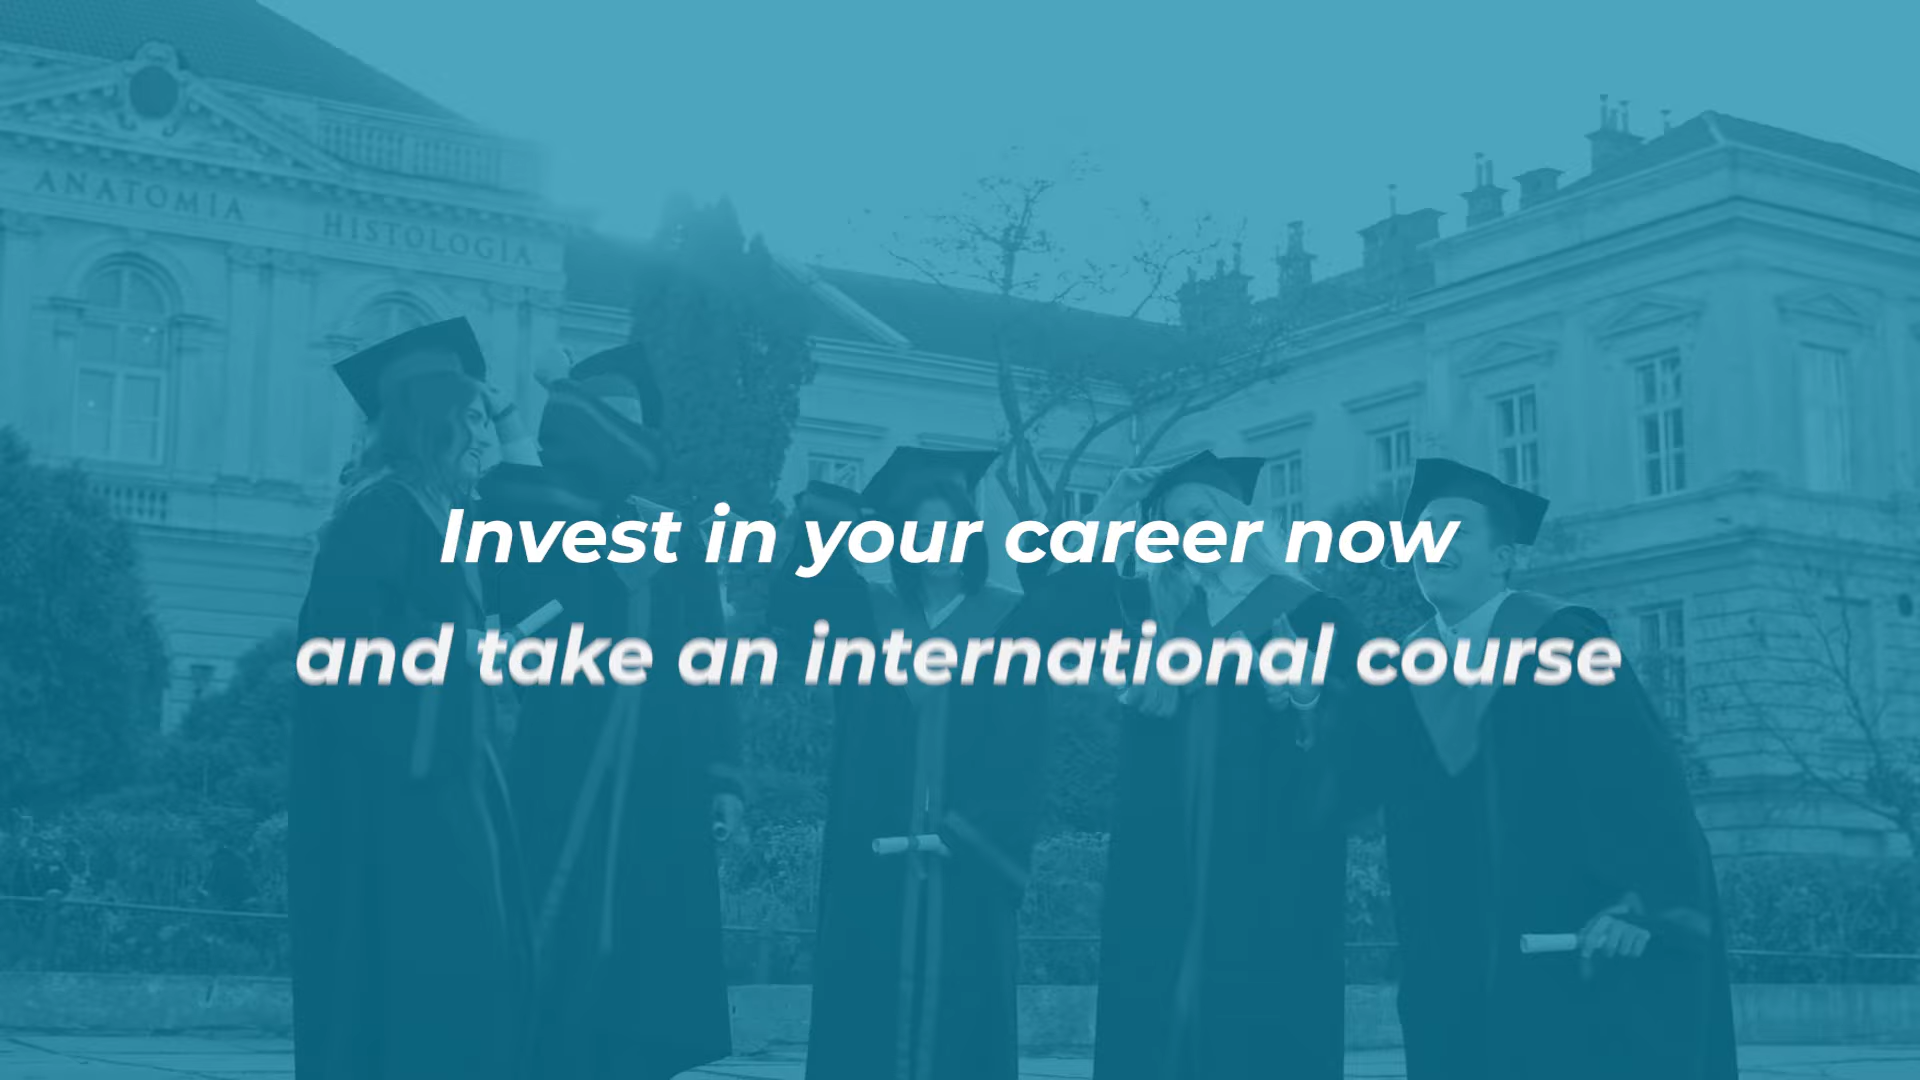 ANATOMIA HISTOLOGIA
Invest in your career now
and take an international course